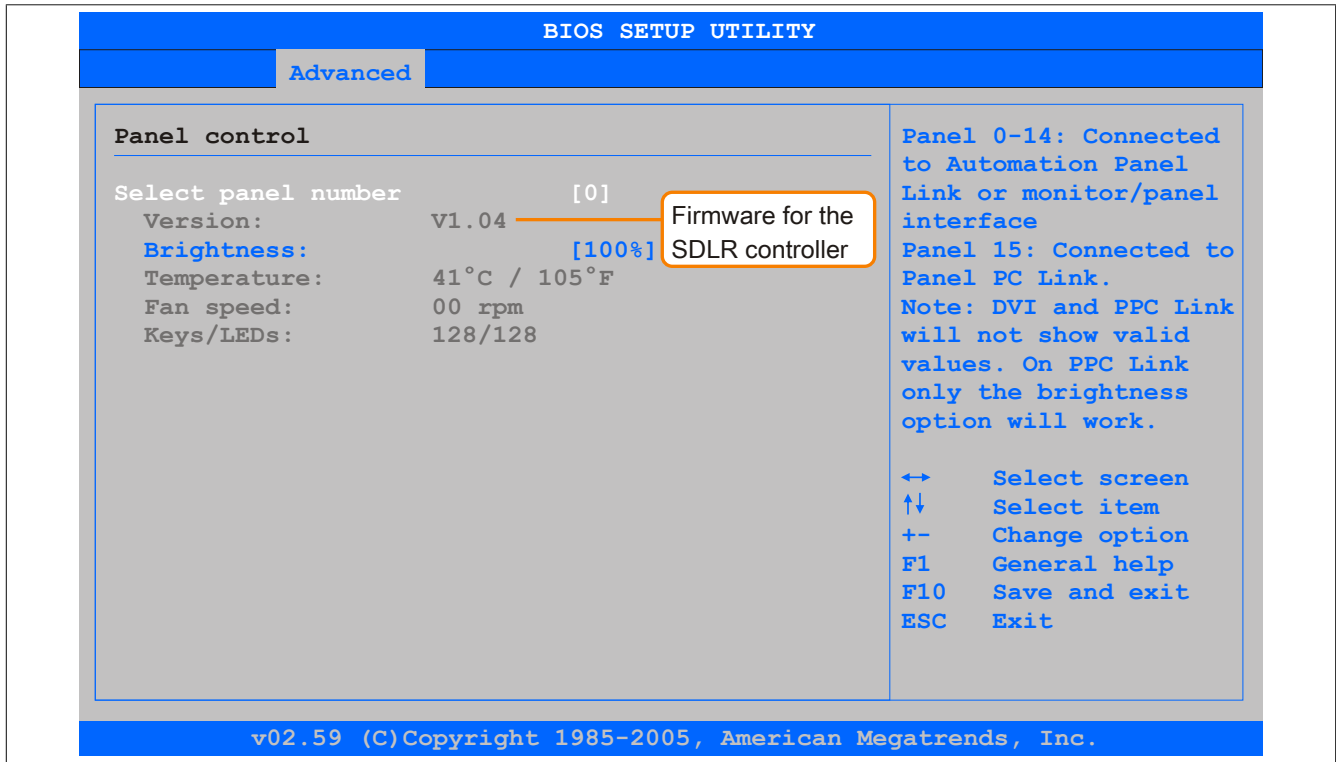 BIOS SETUP UTILITY
Advanced
Panel control
Select panel number [0]
Version: V1.04
Brightness: [100%]
Temperature: 41°C / 105°F
Fan speed: 00 rpm
Keys/LEDs: 128/128
Firmware for the
SDLR controller
Panel 0-14: Connected
to Automation Panel
Link or monitor/panel
interface
Panel 15: Connected to
Panel PC Link.
Note: DVI and PPC Link
will not show valid
values. On PPC Link
only the brightness
option will work.
↔ Select screen
↑↓ Select item
+- Change option
F1 General help
F10 Save and exit
ESC Exit
v02.59 (C)Copyright 1985-2005, American Megatrends, Inc.